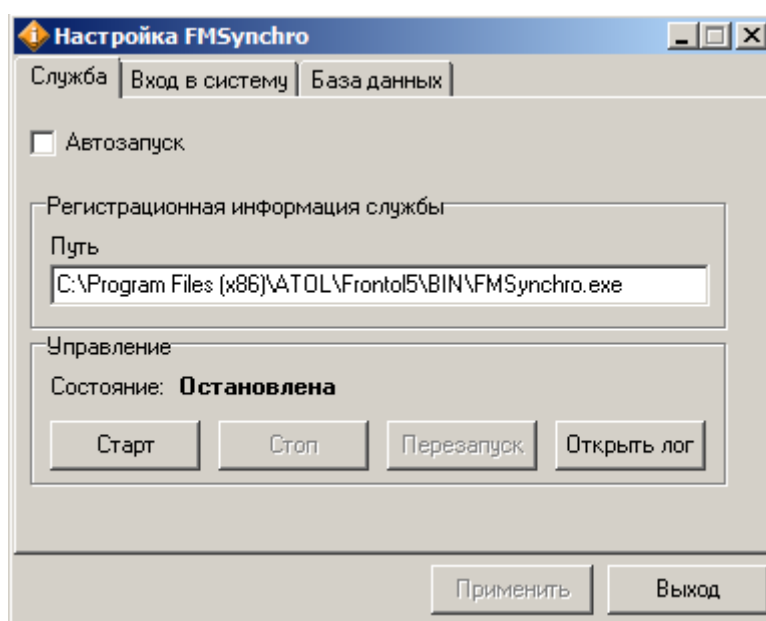 Настройка FMSynchro
Служба Вход в систему База данных
Автозапуск
Регистрационная информация службы
Путь
C:\Program Files (x86)\ATOL\Frontol5\BIN\FMSynchro.exe
Управление
Состояние: Остановлена
Старт Стоп Перезапуск Открыть лог
Применить Выход